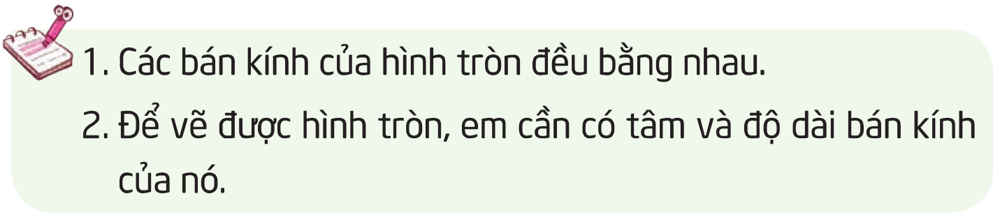 1. Các bán kính của hình tròn đều bằng nhau.
2. Để vẽ được hình tròn, em cần có tâm và độ dài bán kính
của nó.